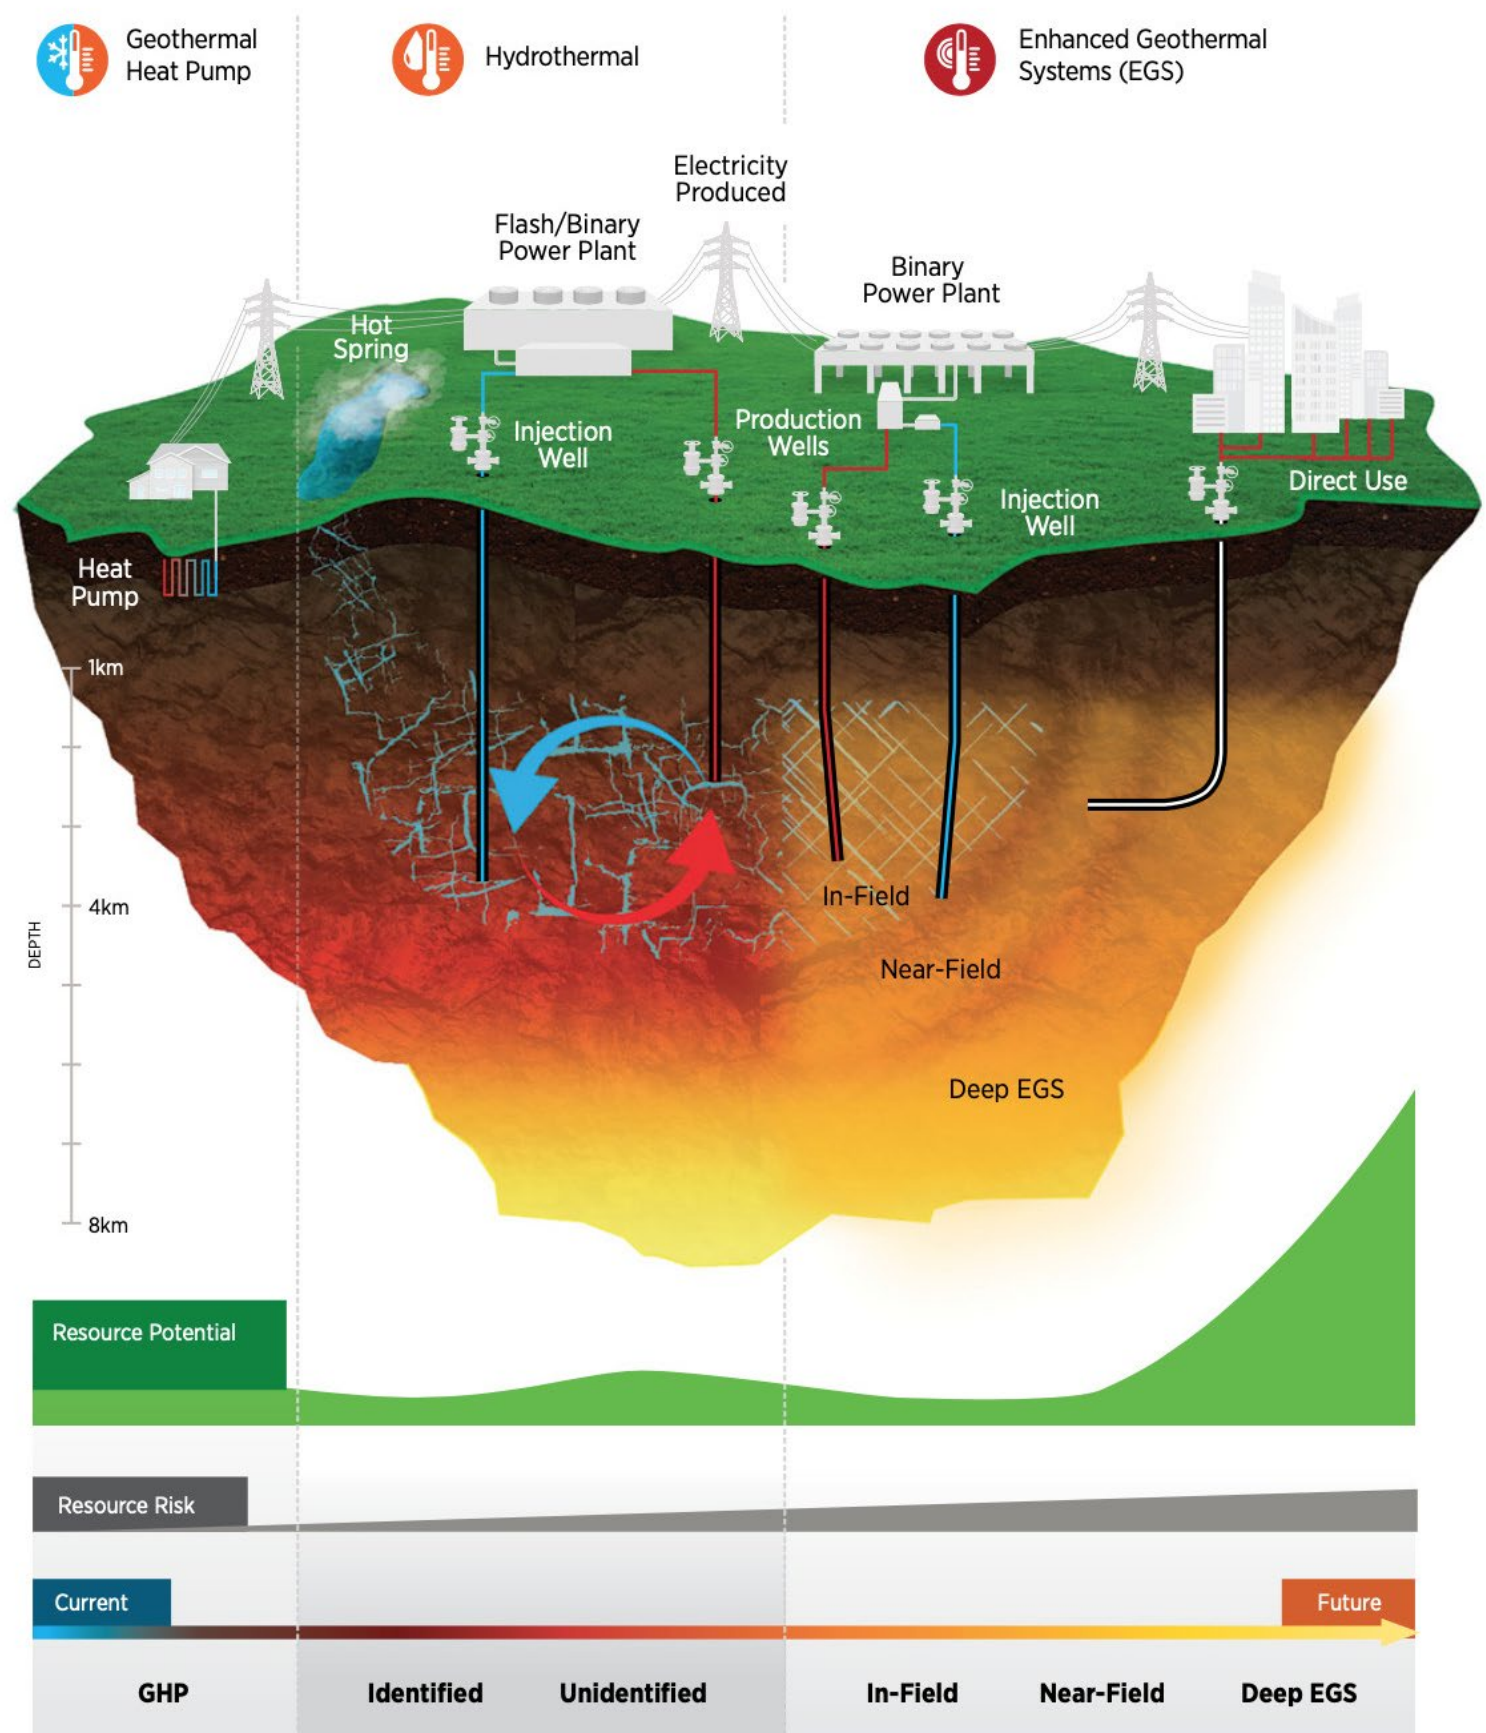 Geothermal
Heat Pump
Hydrothermal
Enhanced Geothermal
Systems (EGS)
Electricity
Produced
Flash/Binary
Power Plant
Binary
Power Plant
Hot
Spring
Injection
Well
Production
Wells
Injection
Well
Direct Use
Heat
Pump
1km
4km
DEPTH
8km
In-Field
Near-Field
Deep EGS
Resource Potential
Resource Risk
Current
Future
GHP
Identified
Unidentified
In-Field
Near-Field
Deep EGS